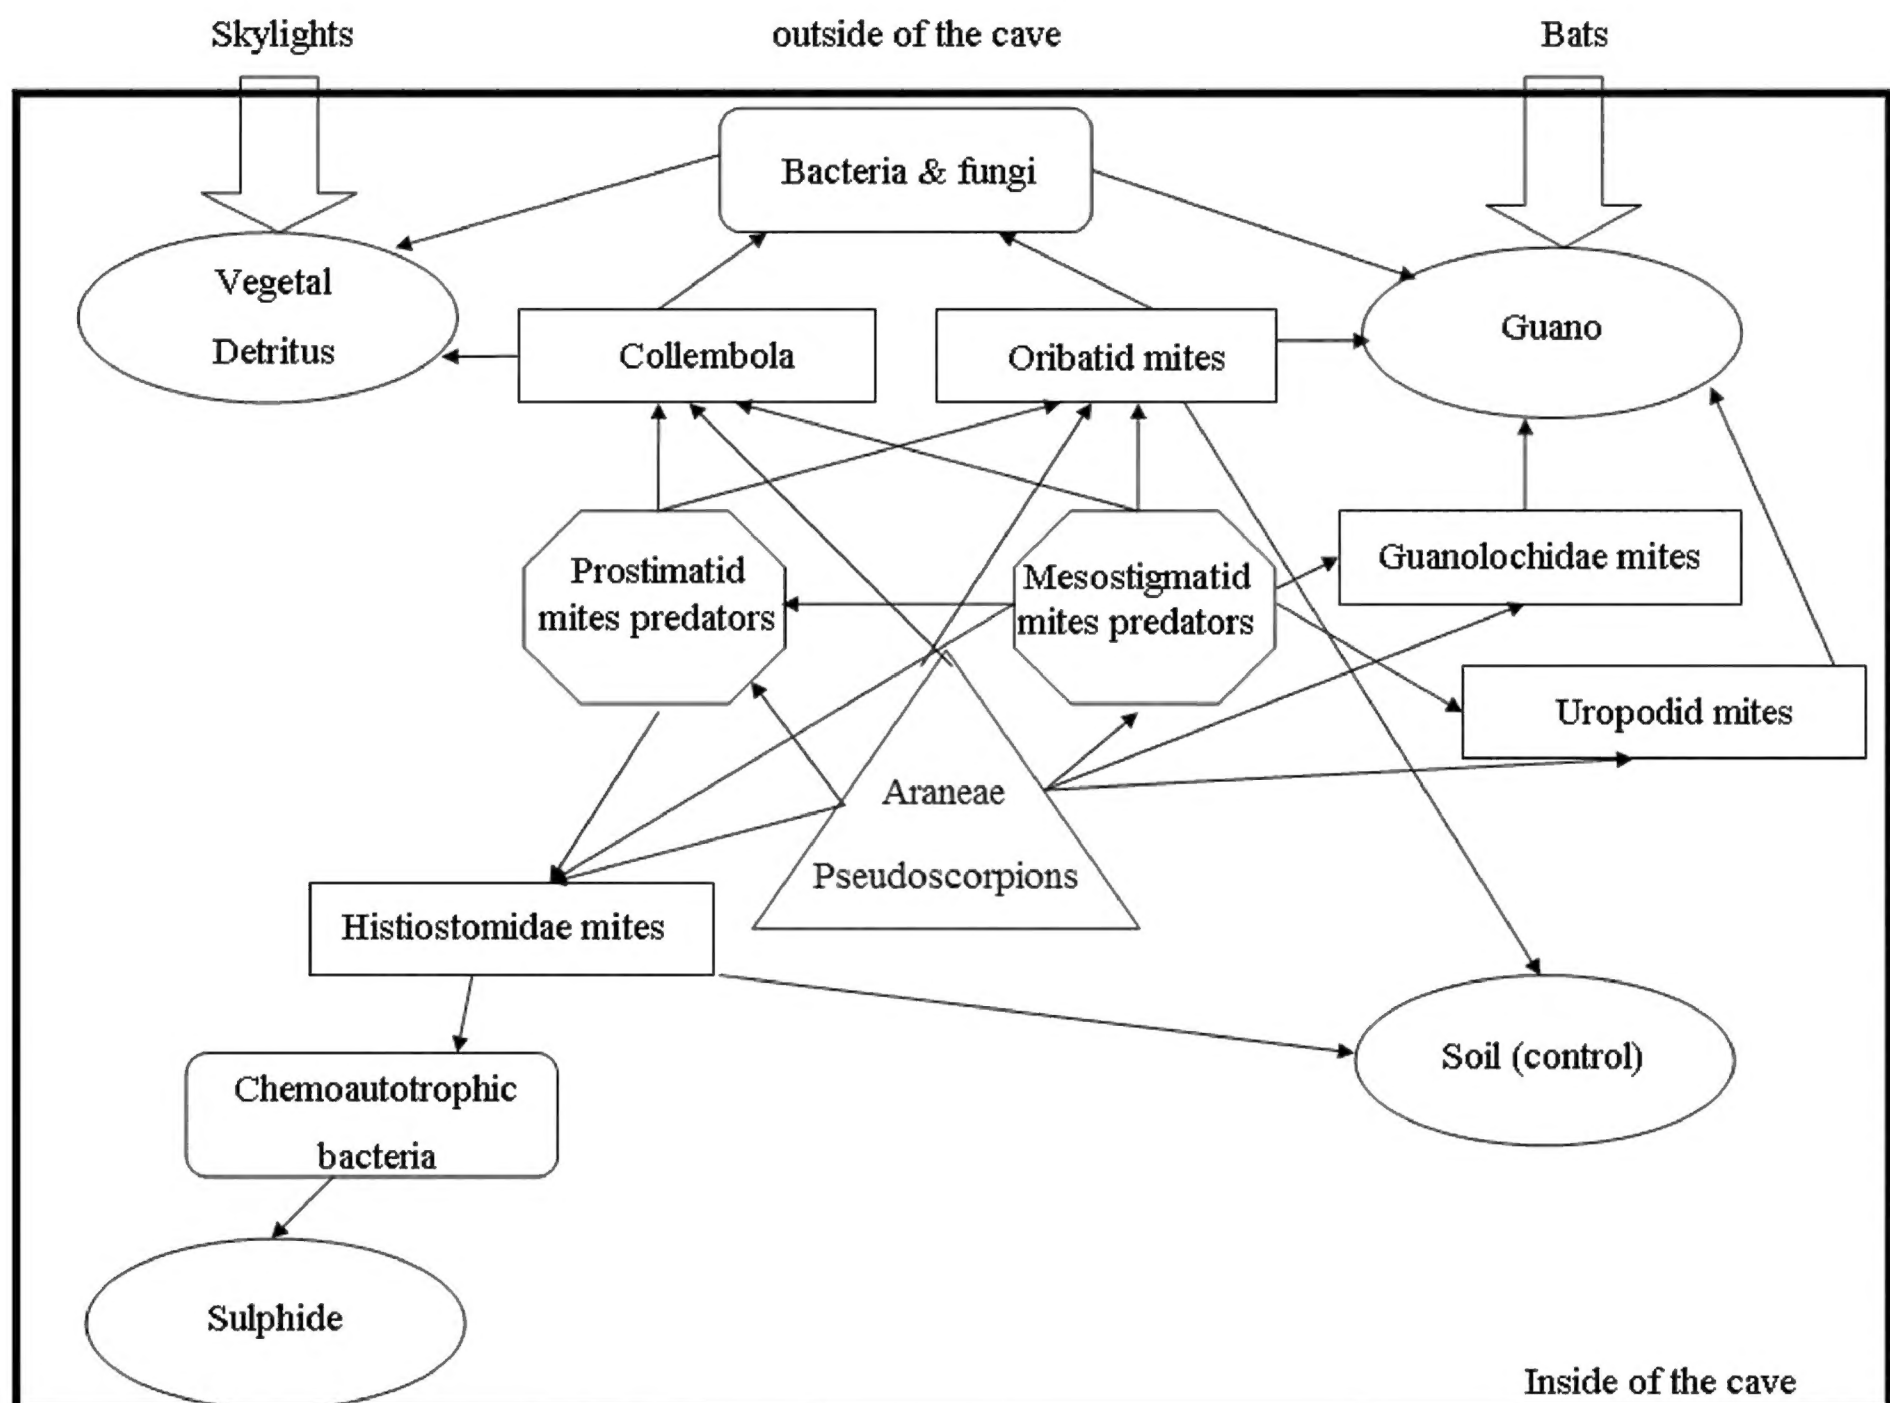 Skylights
outside of the cave
Bats
Bacteria & fungi
Vegetal
Detritus
Collembola
Oribatid mites
Guano
Prostimatid
mites predators
Mesostigmatid
mites predators
Guanolochidae mites
Uropodid mites
Araneae
Pseudoscorpions
Histiostomidae mites
Chemoautotrophic
bacteria
Soil (control)
Sulphide
Inside of the cave